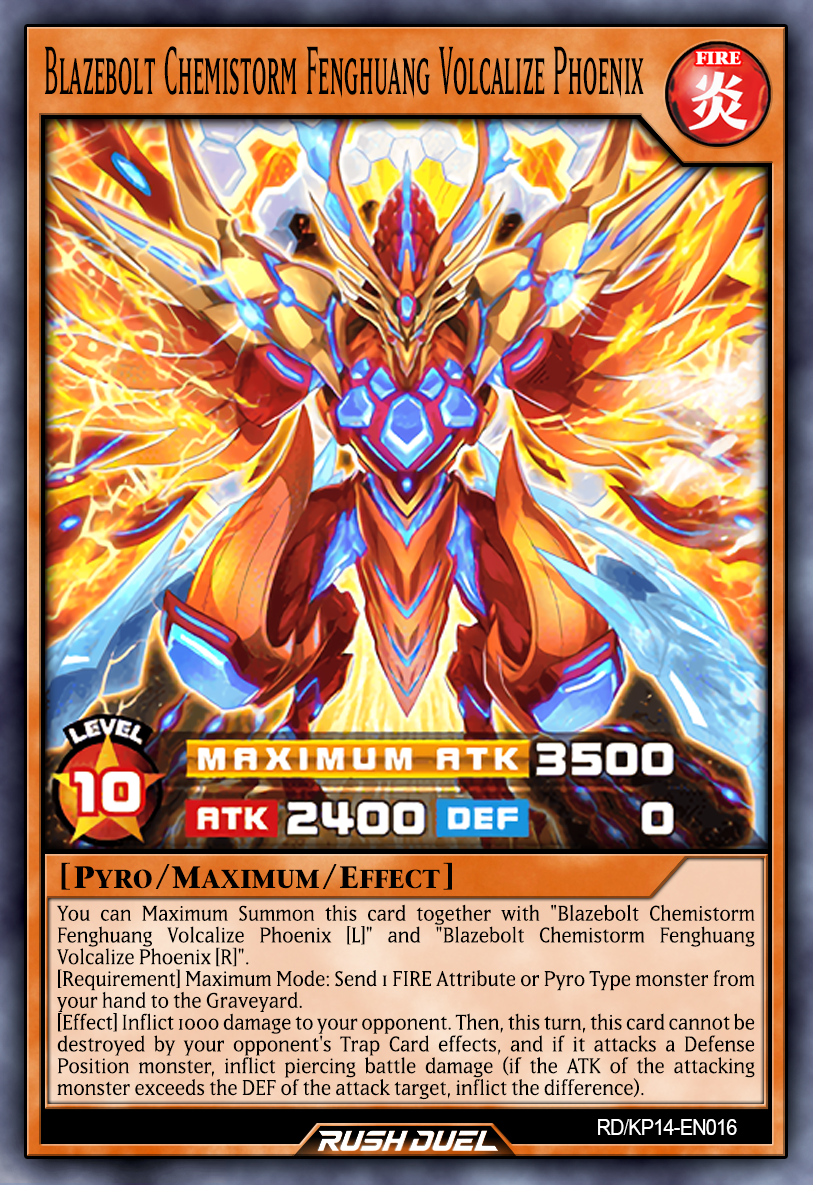 Blazebolt Chemistorm Fenghuang Volcalize Phoenix
FIRE
炎
LEVEL
10
MAXIMUM ATK 3500
ATK 2400 DEF 0
[Pyro/Maximum/Effect]
You can Maximum Summon this card together with "Blazebolt Chemistorm
Fenghuang Volcalize Phoenix [L]" and "Blazebolt Chemistorm Fenghuang
Volcalize Phoenix [R]".
[Requirement] Maximum Mode: Send 1 FIRE Attribute or Pyro Type monster from
your hand to the Graveyard.
[Effect] Inflict 1000 damage to your opponent. Then, this turn, this card cannot be
destroyed by your opponent's Trap Card effects, and if it attacks a Defense
Position monster, inflict piercing battle damage (if the ATK of the attacking
monster exceeds the DEF of the attack target, inflict the difference).
RD/KP14-EN016
RUSH DUEL